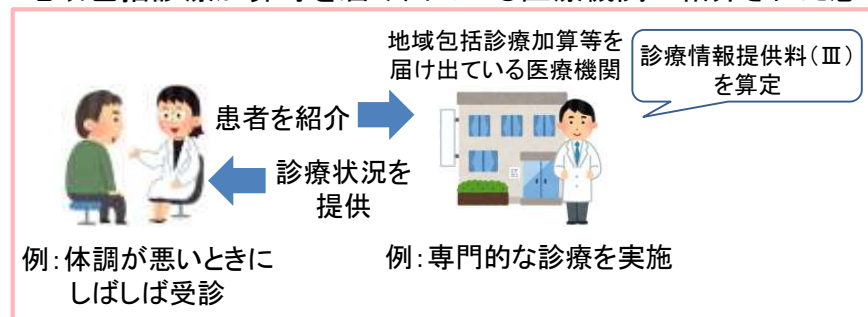 地域包括診療加算等を
届け出ている医療機関
診療情報提供料(Ⅲ)
を算定
患者を紹介
診療状況を
提供
例:体調が悪いときに
しばしば受診
例:専門的な診療を実施